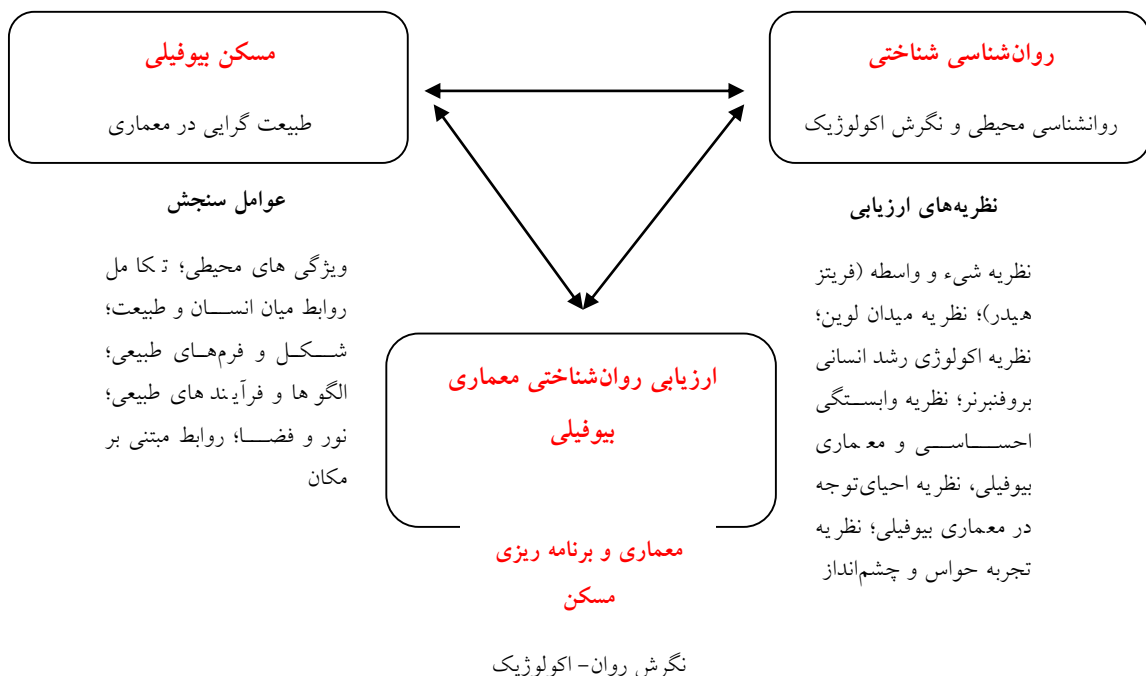 روان‌شناسی شناختی
روانشناسی محیطی و نگرش اکولوژیک
مسکن بیوفیلی
طبیعت گرایی در معماری
نظریه‌های ارزیابی
نظریه شیء و واسطه (فریتز
هیدر)؛ نظریه میدان لوین؛
نظریه اکولوژی رشد انسانی
بروفنبرنر؛ نظریه وابستگی
احساسی و معماری
بیوفیلی، نظریه احیای‌توجه
در معماری بیوفیلی؛ نظریه
تجربه حواس و چشم‌انداز
عوامل سنجش
ویژگی های محیطی؛ تکامل
روابط میان انسان و طبیعت؛
شکل و فرم‌های طبیعی؛
الگوها و فرآیندهای طبیعی؛
نور و فضا؛ روابط مبتنی بر
مکان
ارزیابی روان‌شناختی معماری
بیوفیلی
معماری و برنامه ریزی
مسکن
نگرش روان- اکولوژیک